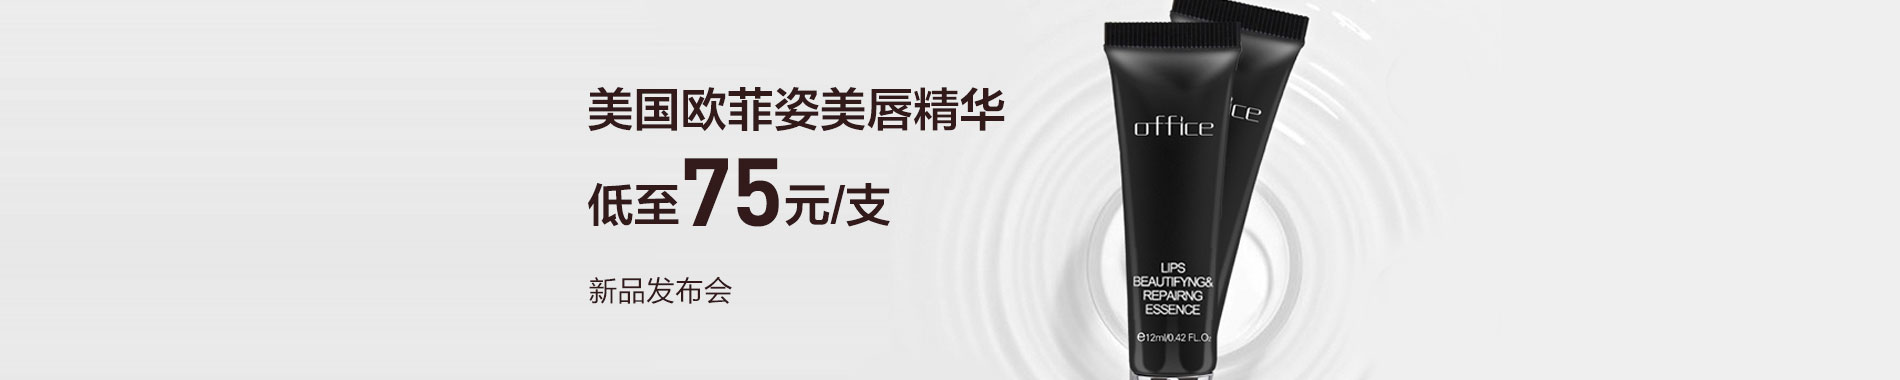 美国欧菲姿美唇精华
低至75元/支
新品发布会
office
ce
LIPS
BEAUTIFYNG&
REPAIRNG
ESSENCE
℮12ml/0.42 FL.Oz